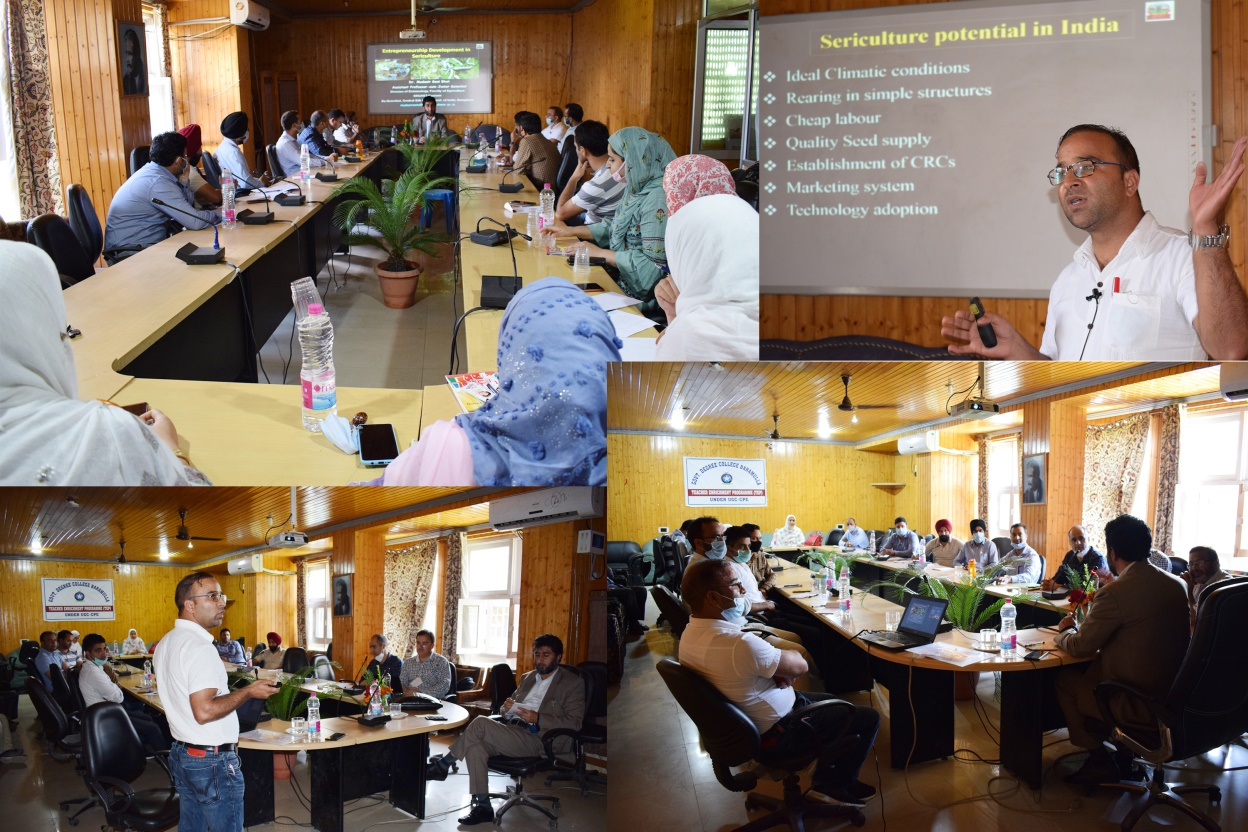 Entrepreneurship Development in
Sericulture
Sericulture potential in India
❖ Ideal Climatic conditions
❖ Rearing in simple structures
❖ Cheap labour
❖ Quality Seed supply
❖ Establishment of CRCs
❖ Marketing system
❖ Technology adoption
GOVT. DEGREE COLLEGE BARAMULLA
TEACHER ENRICHMENT PROGRAMME (TEP)
UNDER UGC CPE
GOVT. DEGREE COLLEGE BARAMULLA
TEACHER ENRICHMENT PROGRAMME (TEP)
UNDER UGC CPE